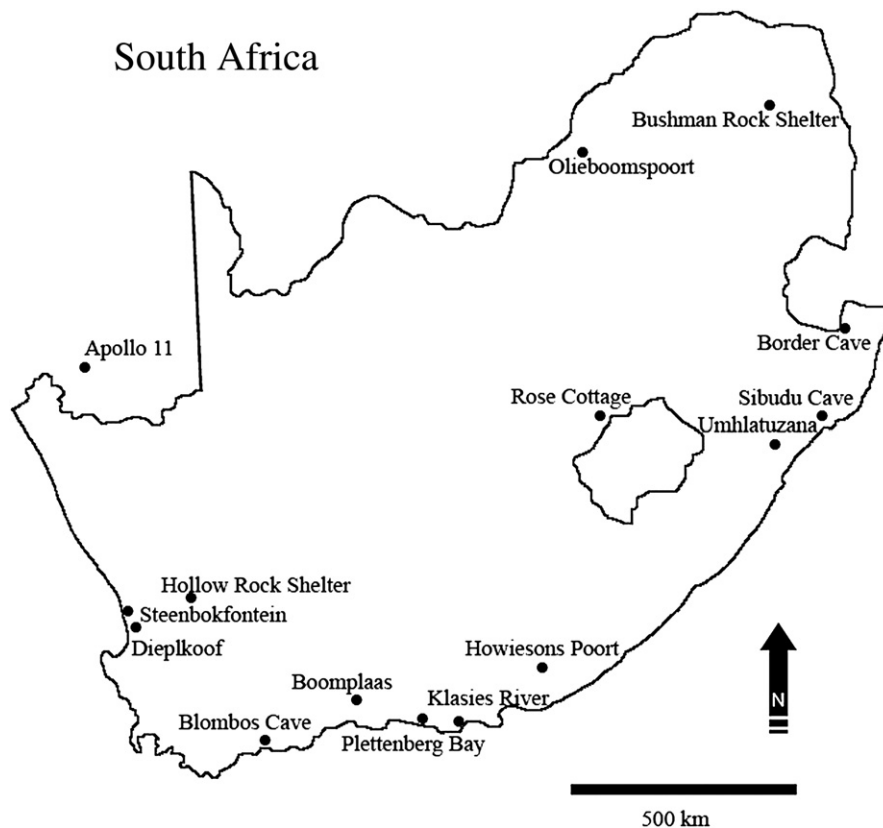 South Africa
Bushman Rock Shelter
Olieboomspoort
Border Cave
Apollo 11
Rose Cottage
Sibudu Cave
Umhlatuzana
Hollow Rock Shelter
Steenbokfontein
Dieplkoof
Howiesons Poort
Boomplaas
Klasies River
Blombos Cave
Plettenberg Bay
N
500 km